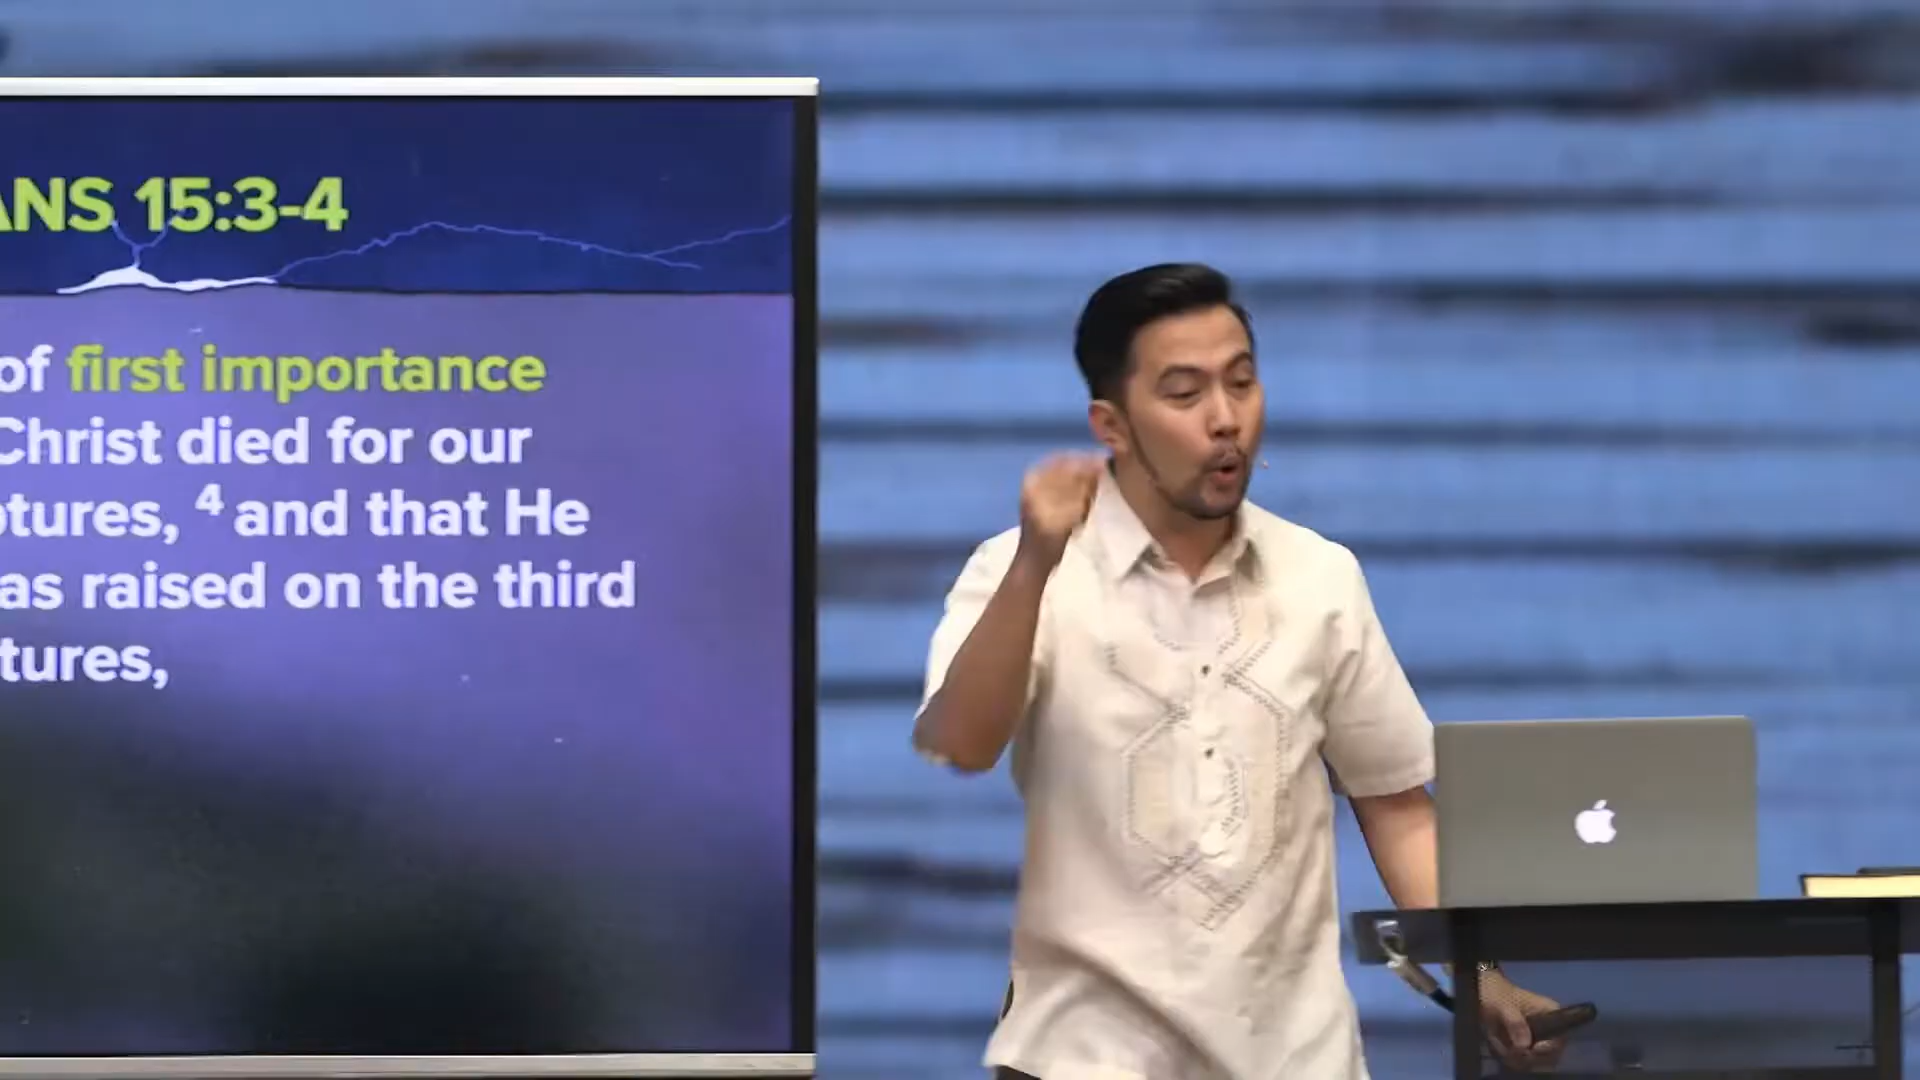 ANS 15:3-4
of first importance
Christ died for our
ptures, 4 and that He
as raised on the third
tures,